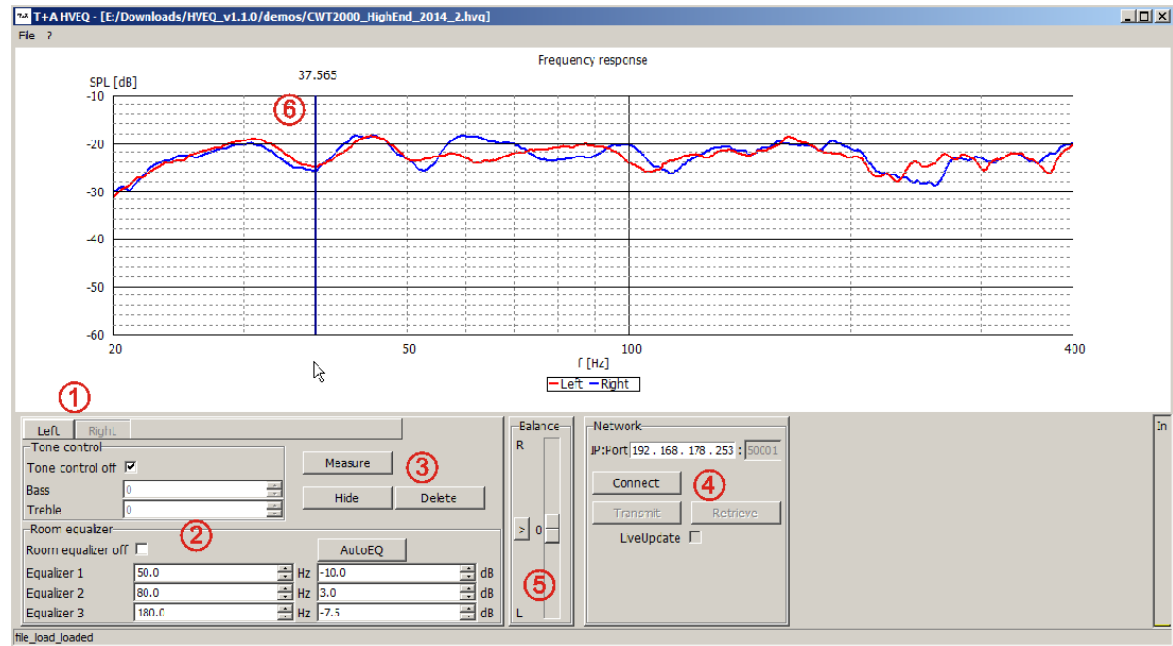 T+A HVEQ - [E:/Downloads/HVEQ_v1.1.0/demos/CWT2000_HighEnd_2014_2.hvq]
File ?
Frequency response
SPL [dB]
37.565
6
-10
-20
-30
-40
-50
-60
20 50 100 400
f [Hz]
Left Right
1
Left Right
Tone control
Tone control off
Bass 0
Treble 0
Measure
3
Hide Delete
Room equalizer
2
Room equalizer off
AutoEQ
Equalizer 1 50.0 Hz -10.0 dB
Equalizer 2 80.0 Hz 3.0 dB
Equalizer 3 180.0 Hz -7.5 dB
Balance
R
> 0
5
L
Network
IP:Port 192 . 168 . 178 . 253 : 50001
Connect
4
Transmit Retrieve
LiveUpdate
In
file_load_loaded